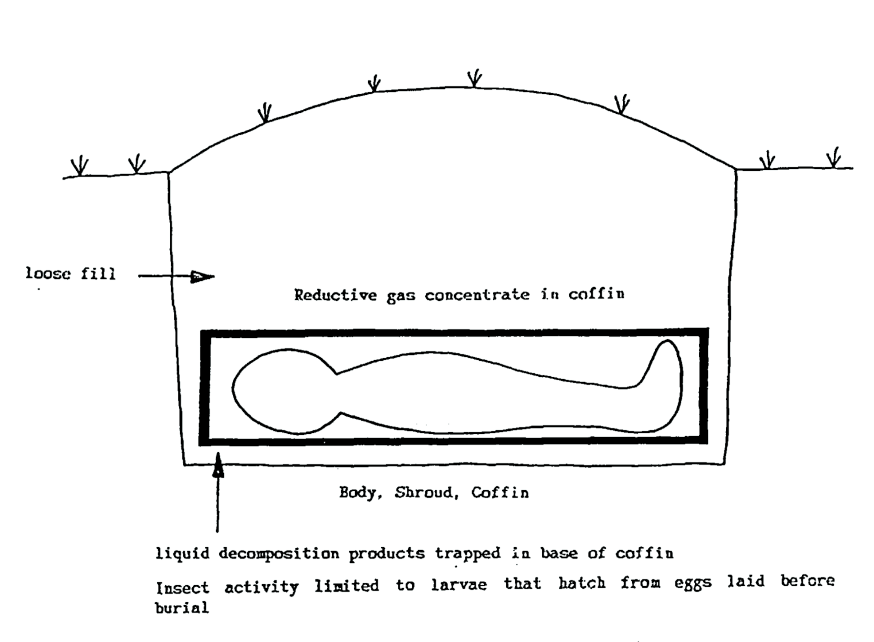 loose fill
Reductive gas concentrate in coffin
Body, Shroud, Coffin
liquid decomposition products trapped in base of coffin
Insect activity limited to larvae that hatch from eggs laid before
burial